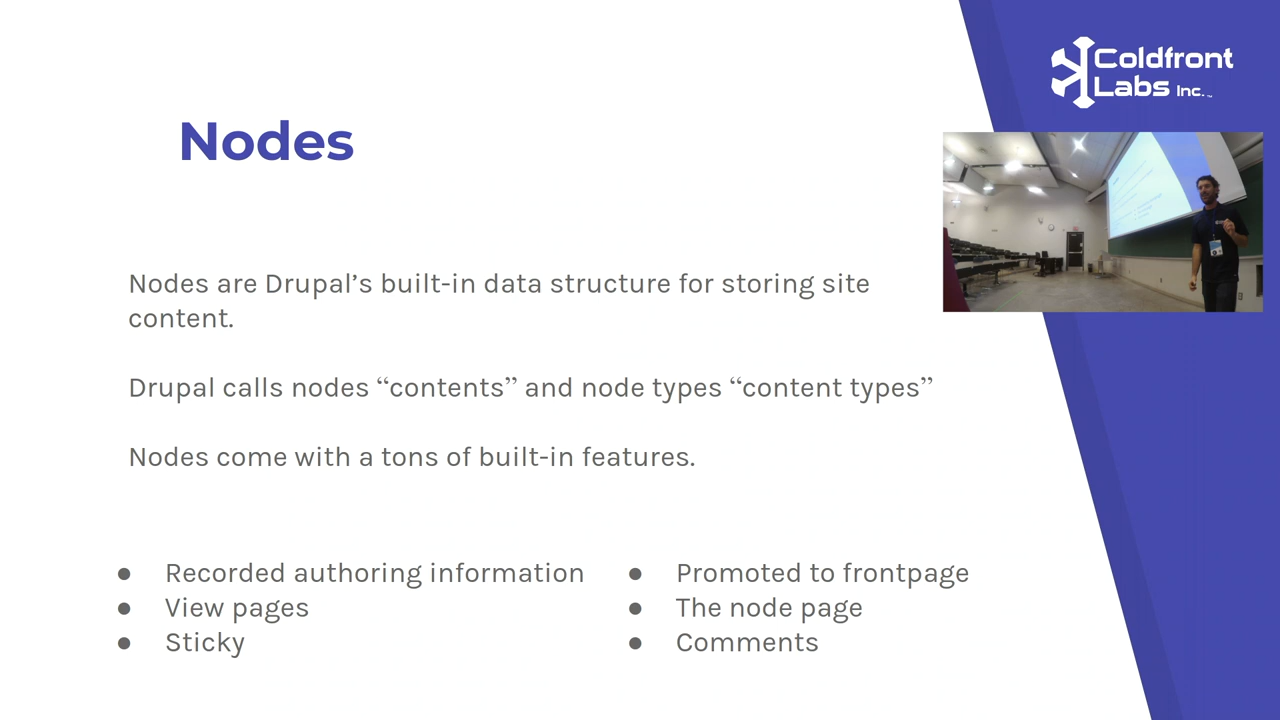 Coldfront
Labs Inc.™
Nodes
Nodes are Drupal’s built-in data structure for storing site
content.
Drupal calls nodes “contents” and node types “content types”
Nodes come with a tons of built-in features.
● Recorded authoring information
● View pages
● Sticky
● Promoted to frontpage
● The node page
● Comments